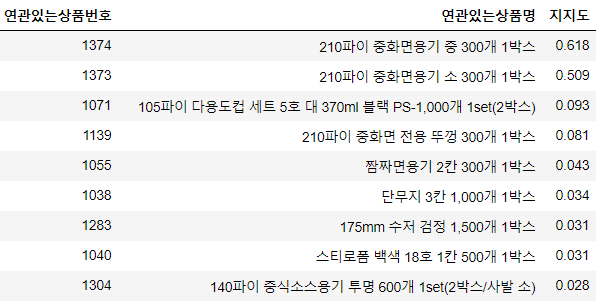 연관있는상품번호 연관있는상품명 지지도
1374 210파이 중화면용기 중 300개 1박스 0.618
1373 210파이 중화면용기 소 300개 1박스 0.509
1071 105파이 다용도컵 세트 5호 대 370ml 블랙 PS-1,000개 1set(2박스) 0.093
1139 210파이 중화면 전용 뚜껑 300개 1박스 0.081
1055 짬짜면용기 2칸 300개 1박스 0.043
1038 단무지 3칸 1,000개 1박스 0.034
1283 175mm 수저 검정 1,500개 1박스 0.031
1040 스티로폼 백색 18호 1칸 500개 1박스 0.031
1304 140파이 중식소스용기 투명 600개 1set(2박스/사발 소) 0.028